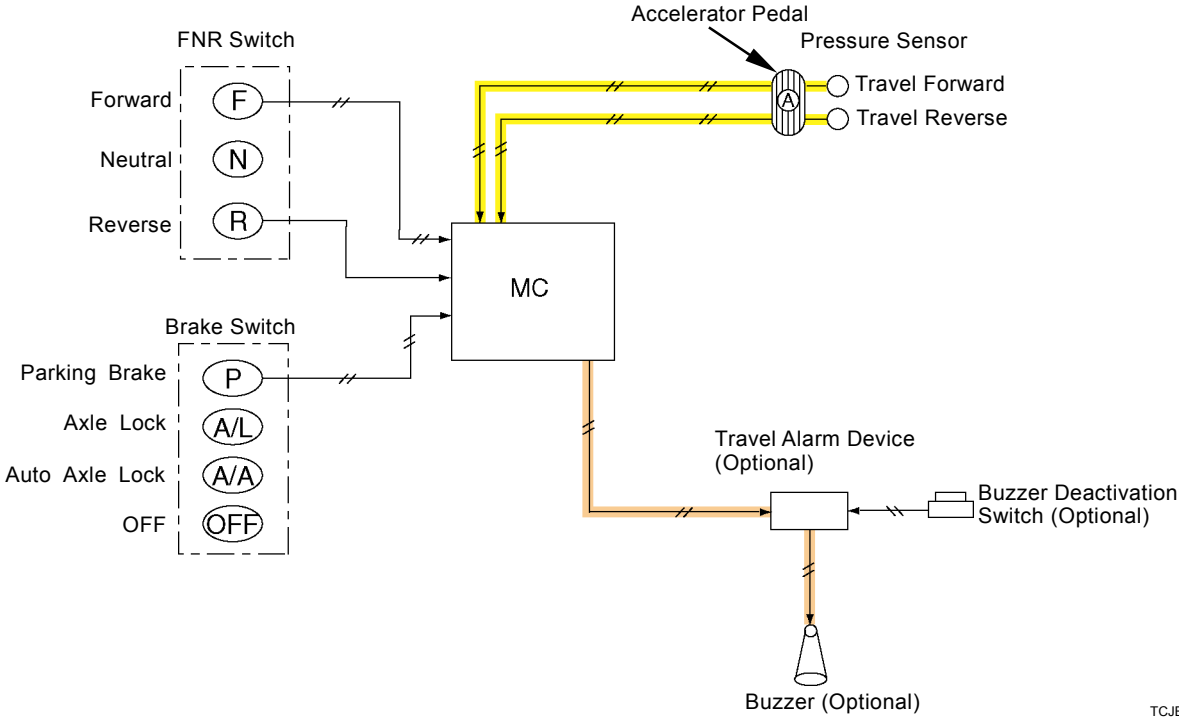 Accelerator Pedal
FNR Switch
Pressure Sensor
Forward
F
Travel Forward
A
Travel Reverse
Neutral
N
Reverse
R
MC
Brake Switch
Parking Brake
P
Axle Lock
A/L
Travel Alarm Device
(Optional)
Auto Axle Lock
A/A
Buzzer Deactivation
Switch (Optional)
OFF
OFF
Buzzer (Optional)